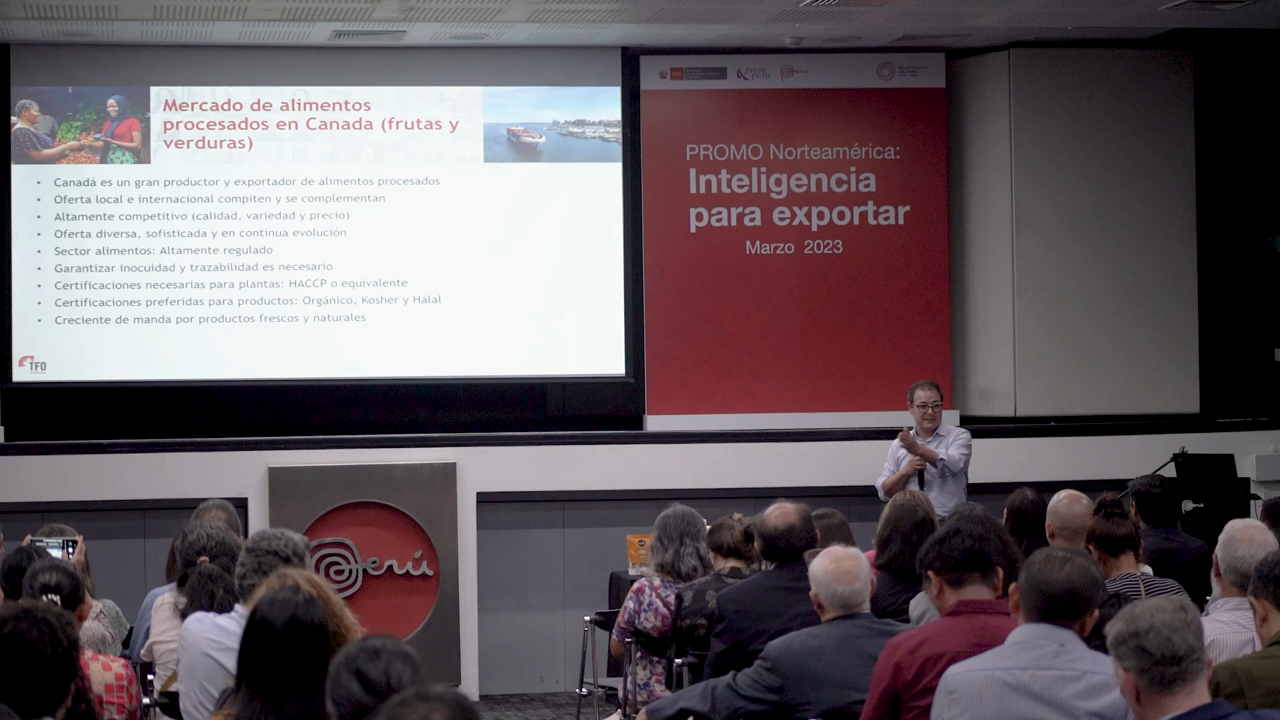 Mercado de alimentos
procesados en Canada (frutas y
verduras)
• Canadá es un gran productor y exportador de alimentos procesados
• Oferta local e internacional compiten y se complementan
• Altamente competitivo (calidad, variedad y precio)
• Oferta diversa, sofisticada y en continua evolución
• Sector alimentos: Altamente regulado
• Garantizar inocuidad y trazabilidad es necesario
• Certificaciones necesarias para plantas: HACCP o equivalente
• Certificaciones preferidas para productos: Orgánico, Kosher y Halal
• Creciente de manda por productos frescos y naturales
TFO
PROMO Norteamérica:
Inteligencia
para exportar
Marzo 2023
Perú
Perú